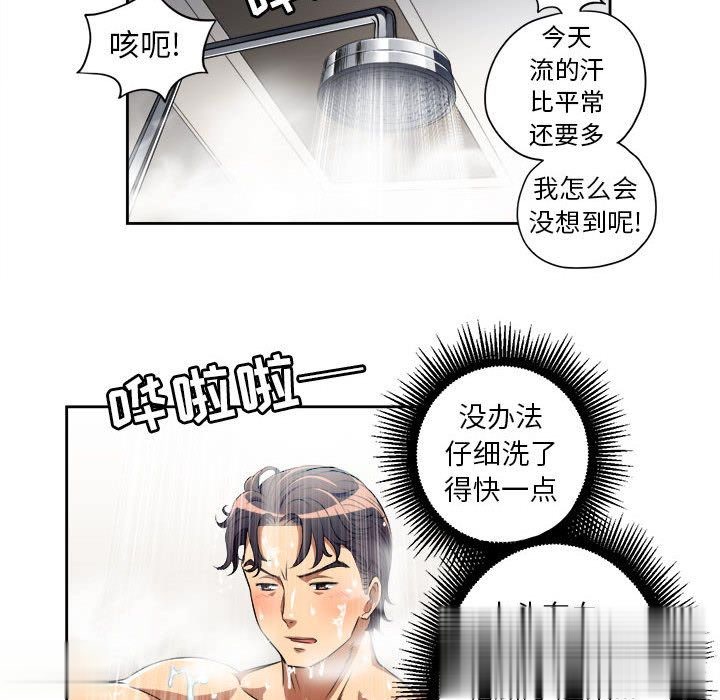 哗
咳呃!
今天
流的汗
比平常
还要多
我怎么会
没想到呢!
哗啦啦——
没办法
仔细洗了
得快一点